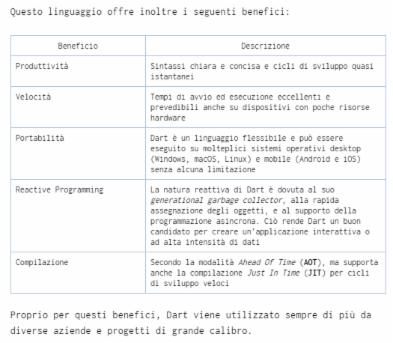 Questo linguaggio offre inoltre i seguenti benefici:
Beneficio Descrizione
Produttività Sintassi chiara e concisa e cicli di sviluppo quasi
istantanei
Velocità Tempi di avvio ed esecuzione eccellenti e
prevedibili anche su dispositivi con poche risorse
hardware
Portabilità Dart è un linguaggio flessibile e può essere
eseguito su molteplici sistemi operativi desktop
(Windows, macOS, Linux) e mobile (Android e iOS)
senza alcuna limitazione
Reactive Programming La natura reattiva di Dart è dovuta al suo
generational garbage collector, alla rapida
assegnazione degli oggetti, e al supporto della
programmazione asincrona. Ciò rende Dart un buon
candidato per creare un'applicazione interattiva o
ad alta intensità di dati
Compilazione Secondo la modalità Ahead Of Time (AOT), ma supporta
anche la compilazione Just In Time (JIT) per cicli
di sviluppo veloci
Proprio per questi benefici, Dart viene utilizzato sempre di più da
diverse aziende e progetti di grande calibro.